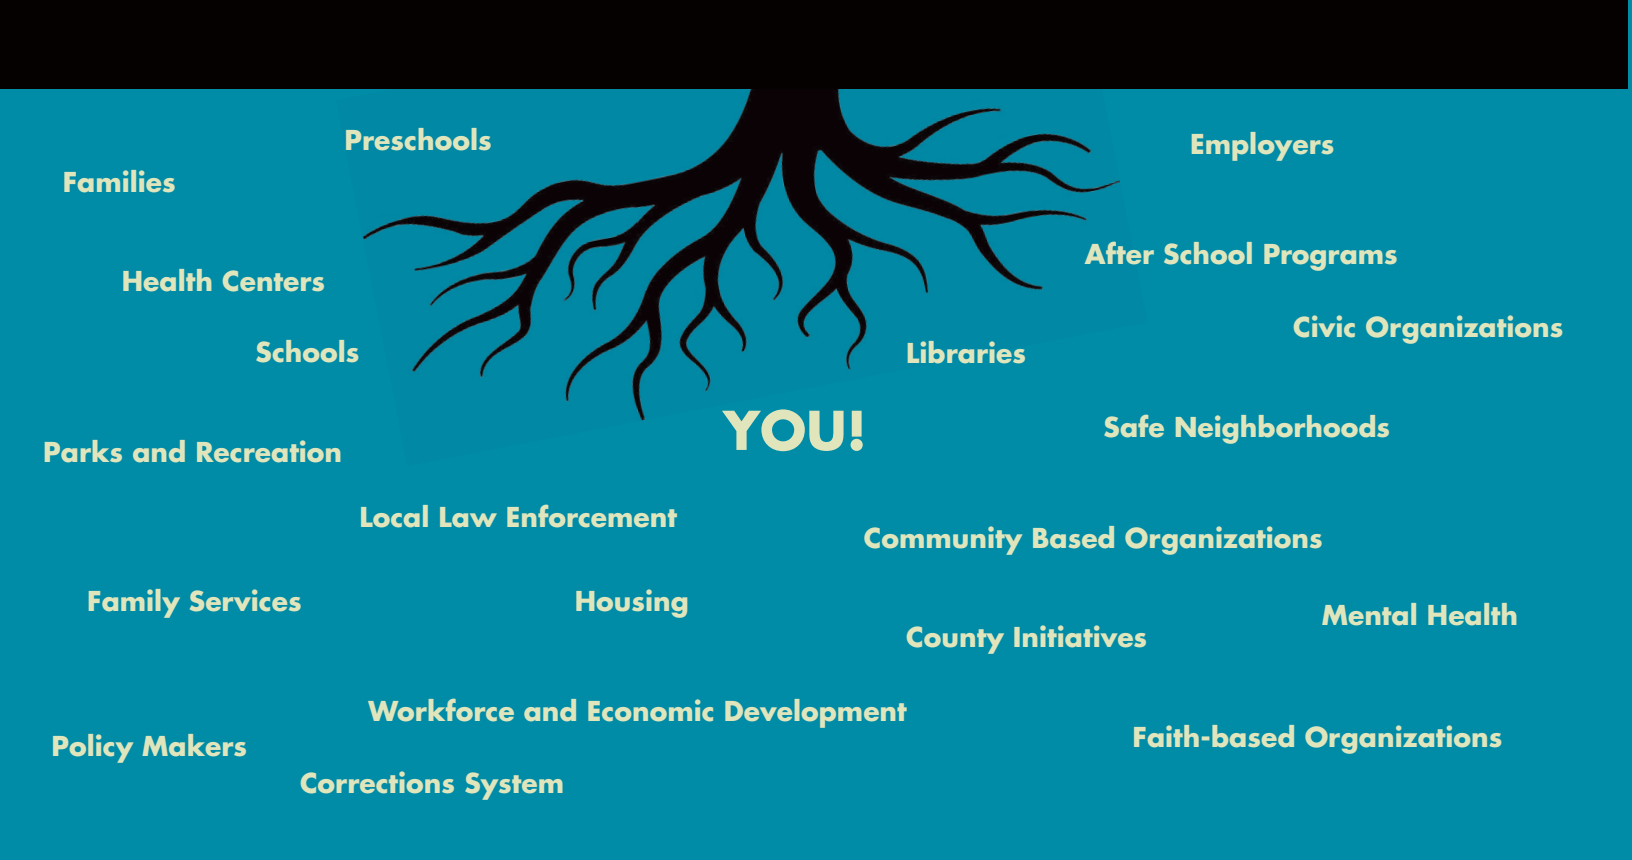 Preschools
Employers
Families
After School Programs
Health Centers
Civic Organizations
Schools
Libraries
YOU!
Safe Neighborhoods
Parks and Recreation
Local Law Enforcement
Community Based Organizations
Family Services
Housing
Mental Health
County Initiatives
Workforce and Economic Development
Faith-based Organizations
Policy Makers
Corrections System